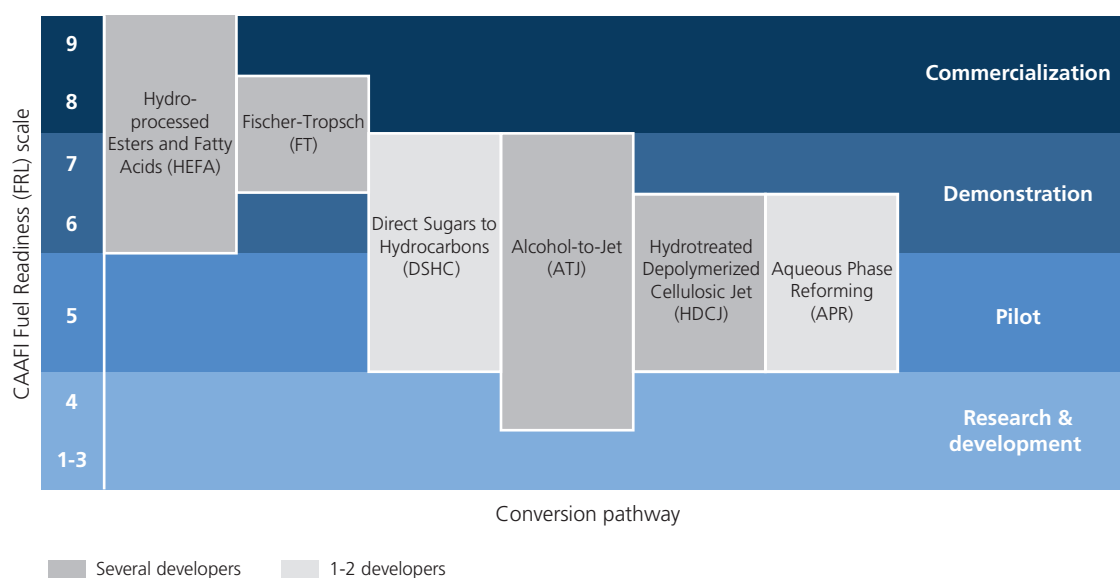 CAAFI Fuel Readiness (FRL) scale
9
8
7
6
5
4
1-3
Hydro-
processed
Esters and Fatty
Acids (HEFA)
Fischer-Tropsch
(FT)
Direct Sugars to
Hydrocarbons
(DSHC)
Alcohol-to-Jet
(ATJ)
Hydrotreated
Depolymerized
Cellulosic Jet
(HDCJ)
Aqueous Phase
Reforming
(APR)
Commercialization
Demonstration
Pilot
Research &
development
Conversion pathway
Several developers
1-2 developers